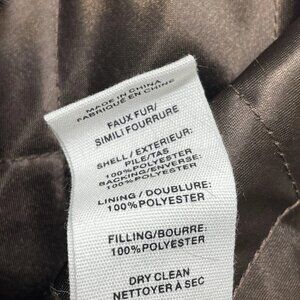 MADE IN CHINA
FABRIQUÉ EN CHINE
FAUX FUR/
SIMILI FOURRURE
SHELL / EXTERIEUR:
PILE/TAS
100% POLYESTER
BACKING/ENVERSE:
100% POLYESTER
LINING / DOUBLURE:
100% POLYESTER
FILLING/BOURRE:
100% POLYESTER
DRY CLEAN
NETTOYER À SEC